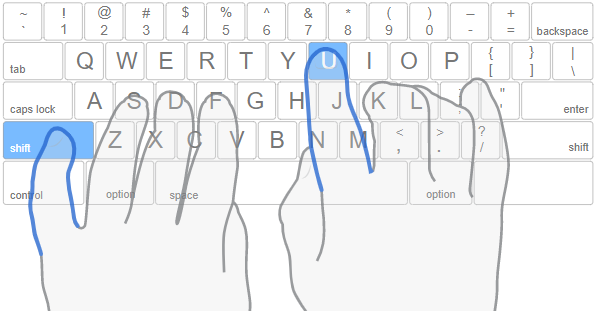 ~ ! @ # $ % ^ & * ( ) – +
` 1 2 3 4 5 6 7 8 9 0 - = backspace
tab Q W E R T Y U I O P { } |
[ ] \
caps lock A S D F G H J K L : "
; ' enter
shift Z X C V B N M < > ?
, . / shift
control option space option